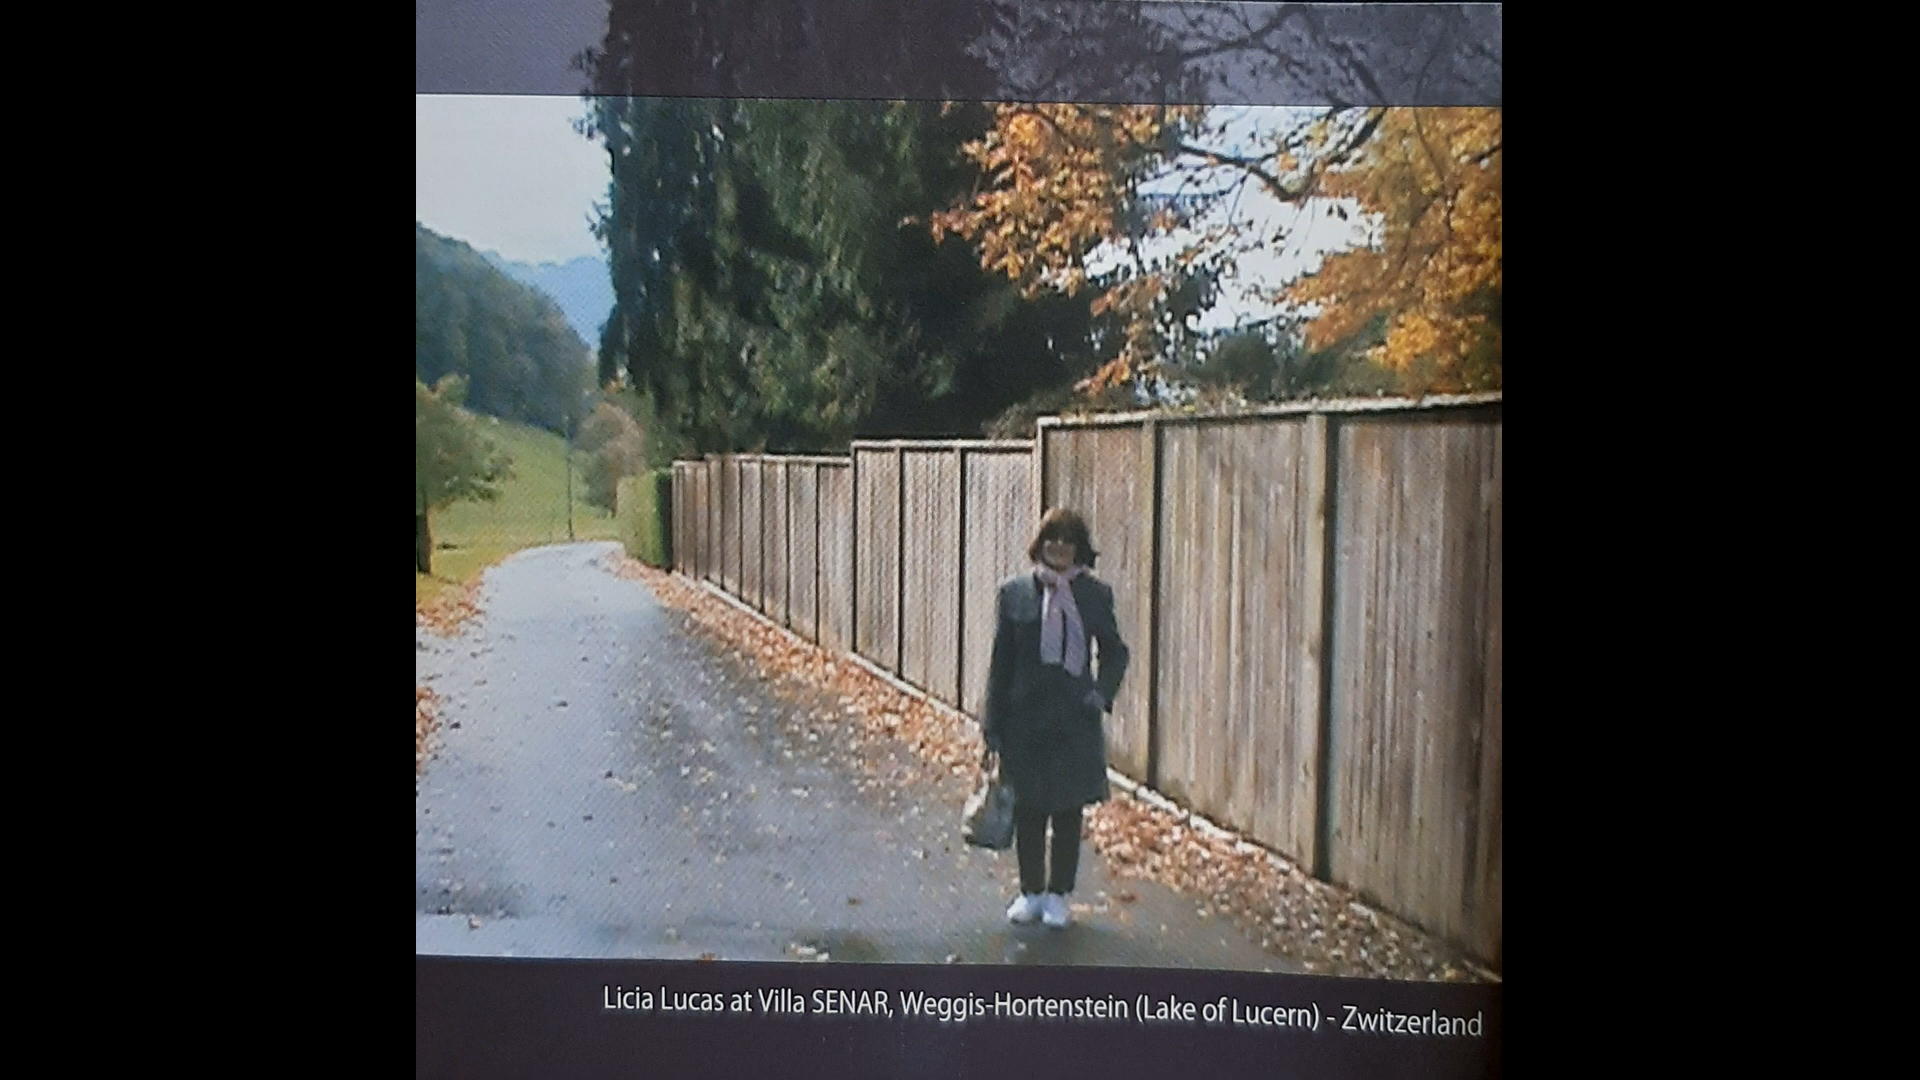 Licia Lucas at Villa SENAR, Weggis-Hortenstein (Lake of Lucern) - Zwitzerland